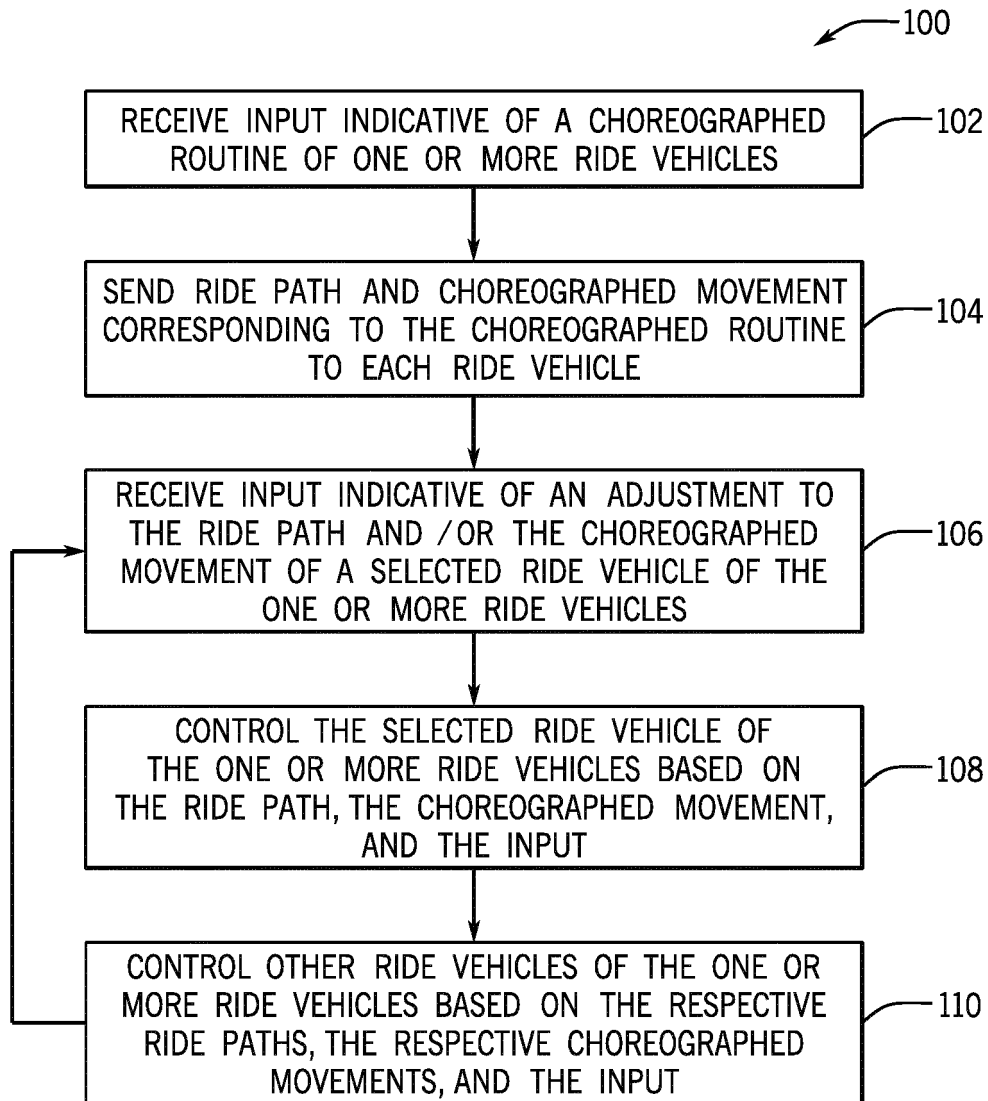 100
RECEIVE INPUT INDICATIVE OF A CHOREOGRAPHED
ROUTINE OF ONE OR MORE RIDE VEHICLES
102
SEND RIDE PATH AND CHOREOGRAPHED MOVEMENT
CORRESPONDING TO THE CHOREOGRAPHED ROUTINE
TO EACH RIDE VEHICLE
104
RECEIVE INPUT INDICATIVE OF AN ADJUSTMENT TO
THE RIDE PATH AND /OR THE CHOREOGRAPHED
MOVEMENT OF A SELECTED RIDE VEHICLE OF THE
ONE OR MORE RIDE VEHICLES
106
CONTROL THE SELECTED RIDE VEHICLE OF
THE ONE OR MORE RIDE VEHICLES BASED ON
THE RIDE PATH, THE CHOREOGRAPHED MOVEMENT,
AND THE INPUT
108
CONTROL OTHER RIDE VEHICLES OF THE ONE OR
MORE RIDE VEHICLES BASED ON THE RESPECTIVE
RIDE PATHS, THE RESPECTIVE CHOREOGRAPHED
MOVEMENTS, AND THE INPUT
110